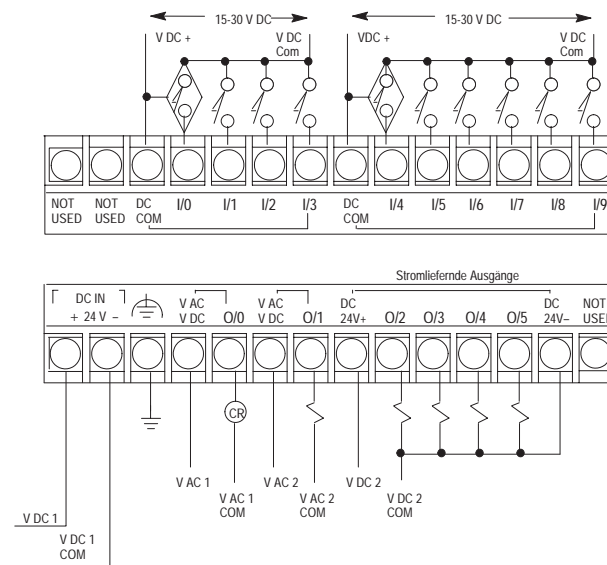 15-30 V DC 15-30 V DC
V DC + V DC Com VDC + V DC Com
NOT USED NOT USED DC COM I/0 I/1 I/2 I/3 DC COM I/4 I/5 I/6 I/7 I/8 I/9
Stromliefernde Ausgänge
DC IN
+ 24 V –
V AC V DC O/0 V AC V DC O/1 DC 24V+ O/2 O/3 O/4 O/5 DC 24V– NOT USED
CR
V AC 1 V AC 1 COM V AC 2 V AC 2 COM V DC 2 V DC 2 COM
V DC 1
V DC 1 COM